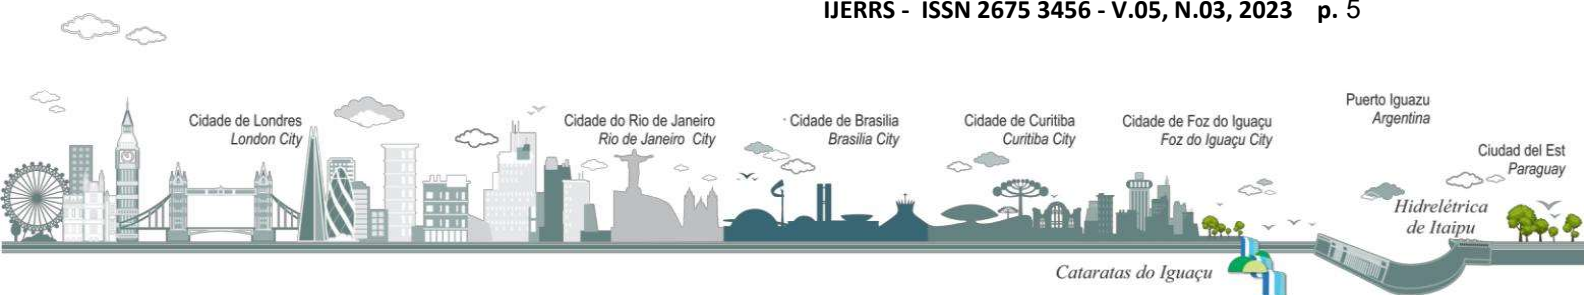 IJERRS - ISSN 2675 3456 - V.05, N.03, 2023 p. 5
Cidade de Londres
London City
Cidade do Rio de Janeiro
Rio de Janeiro City
Cidade de Brasilia
Brasilia City
Cidade de Curitiba
Curitiba City
Cidade de Foz do Iguaçu
Foz do Iguaçu City
Puerto Iguazu
Argentina
Ciudad del Est
Paraguay
Hidrelétrica
de Itaipu
Cataratas do Iguaçu